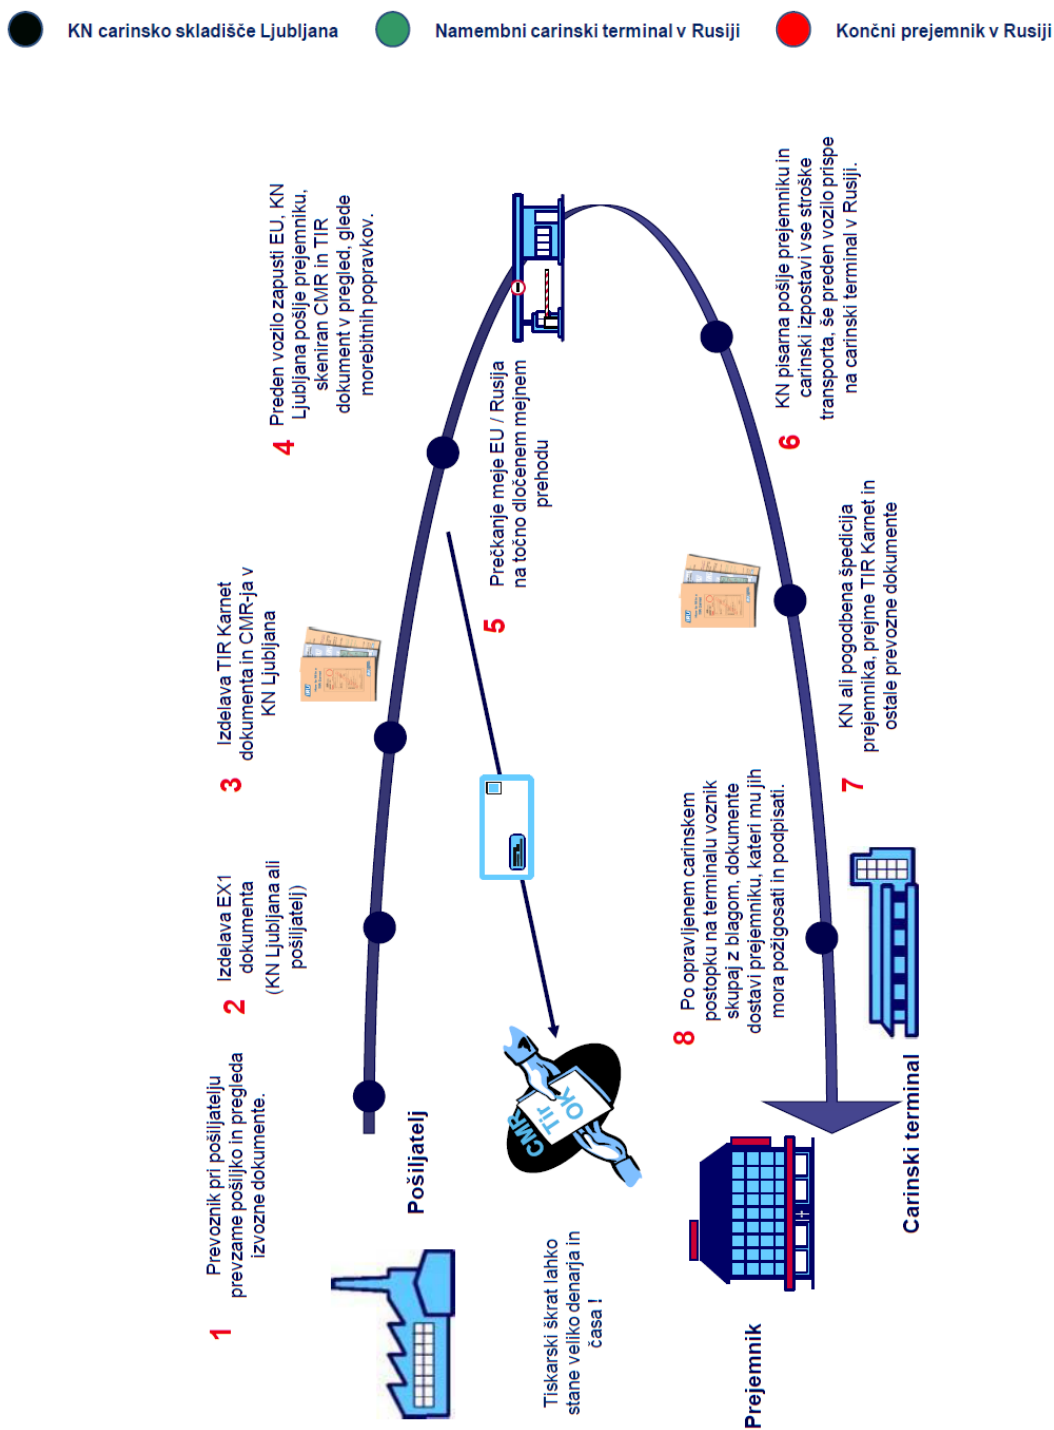 KN carinsko skladišče Ljubljana
Namembni carinski terminal v Rusiji
Končni prejemnik v Rusiji
1
Prevoznik pri pošiljatelju
prevzame pošiljko in pregleda
izvozne dokumente.
2
Izdelava EX1
dokumenta
(KN Ljubljana ali
pošiljatelj)
3
Izdelava TIR Karnet
dokumenta in CMR-ja v
KN Ljubljana
4
Preden vozilo zapusti EU, KN
Ljubljana pošlje prejemniku,
skeniran CMR in TIR
dokument v pregled, glede
morebitnih popravkov.
Pošiljatelj
5
Prečkanje meje EU / Rusija
na točno dločenem mejnem
prehodu
CMR
Tir
OK
Tiskarski škrat lahko
stane veliko denarja in
časa !
6
KN pisarna pošlje prejemniku in
carinski izpostavi vse stroške
transporta, še preden vozilo prispe
na carinski terminal v Rusiji.
7
KN ali pogodbena špedicija
prejemnika, prejme TIR Karnet in
ostale prevozne dokumente
8
Po opravljenem carinskem
postopku na terminalu voznik
skupaj z blagom, dokumente
dostavi prejemniku, kateri mu jih
mora požigosati in podpisati.
Prejemnik
Carinski terminal